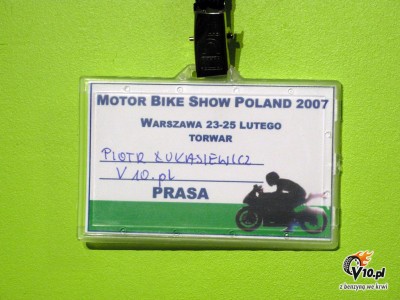 MOTOR BIKE SHOW POLAND 2007
WARSZAWA 23-25 LUTEGO
TORWAR
PIOTR ŁUKASIEWICZ
V10.pl
PRASA
V10.pl
z benzyną we krwi